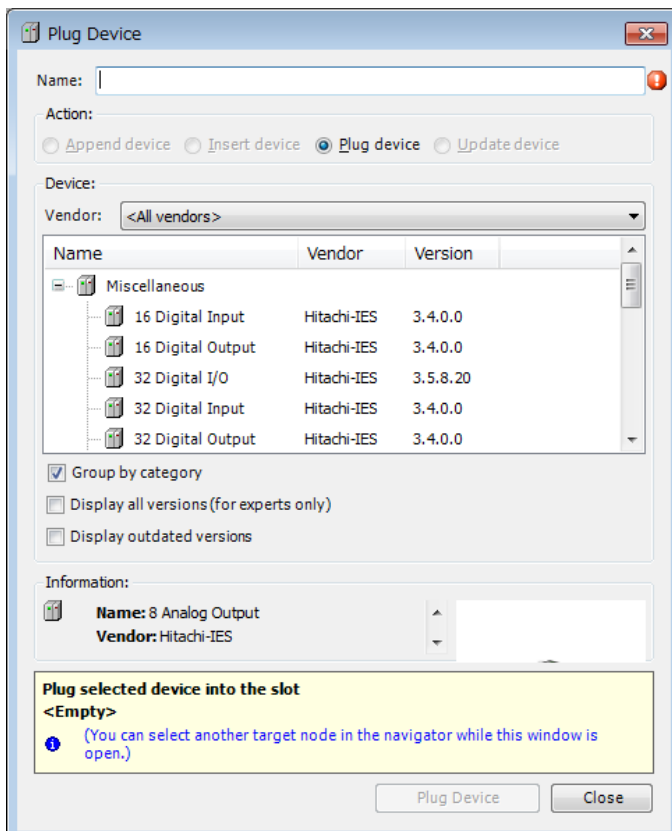 Plug Device
Name:
Action:
Append device Insert device Plug device Update device
Device:
Vendor: <All vendors>
Name Vendor Version
Miscellaneous
16 Digital Input Hitachi-IES 3.4.0.0
16 Digital Output Hitachi-IES 3.4.0.0
32 Digital I/O Hitachi-IES 3.5.8.20
32 Digital Input Hitachi-IES 3.4.0.0
32 Digital Output Hitachi-IES 3.4.0.0
Group by category
Display all versions (for experts only)
Display outdated versions
Information:
Name: 8 Analog Output
Vendor: Hitachi-IES
Plug selected device into the slot
<Empty>
(You can select another target node in the navigator while this window is
open.)
Plug Device Close